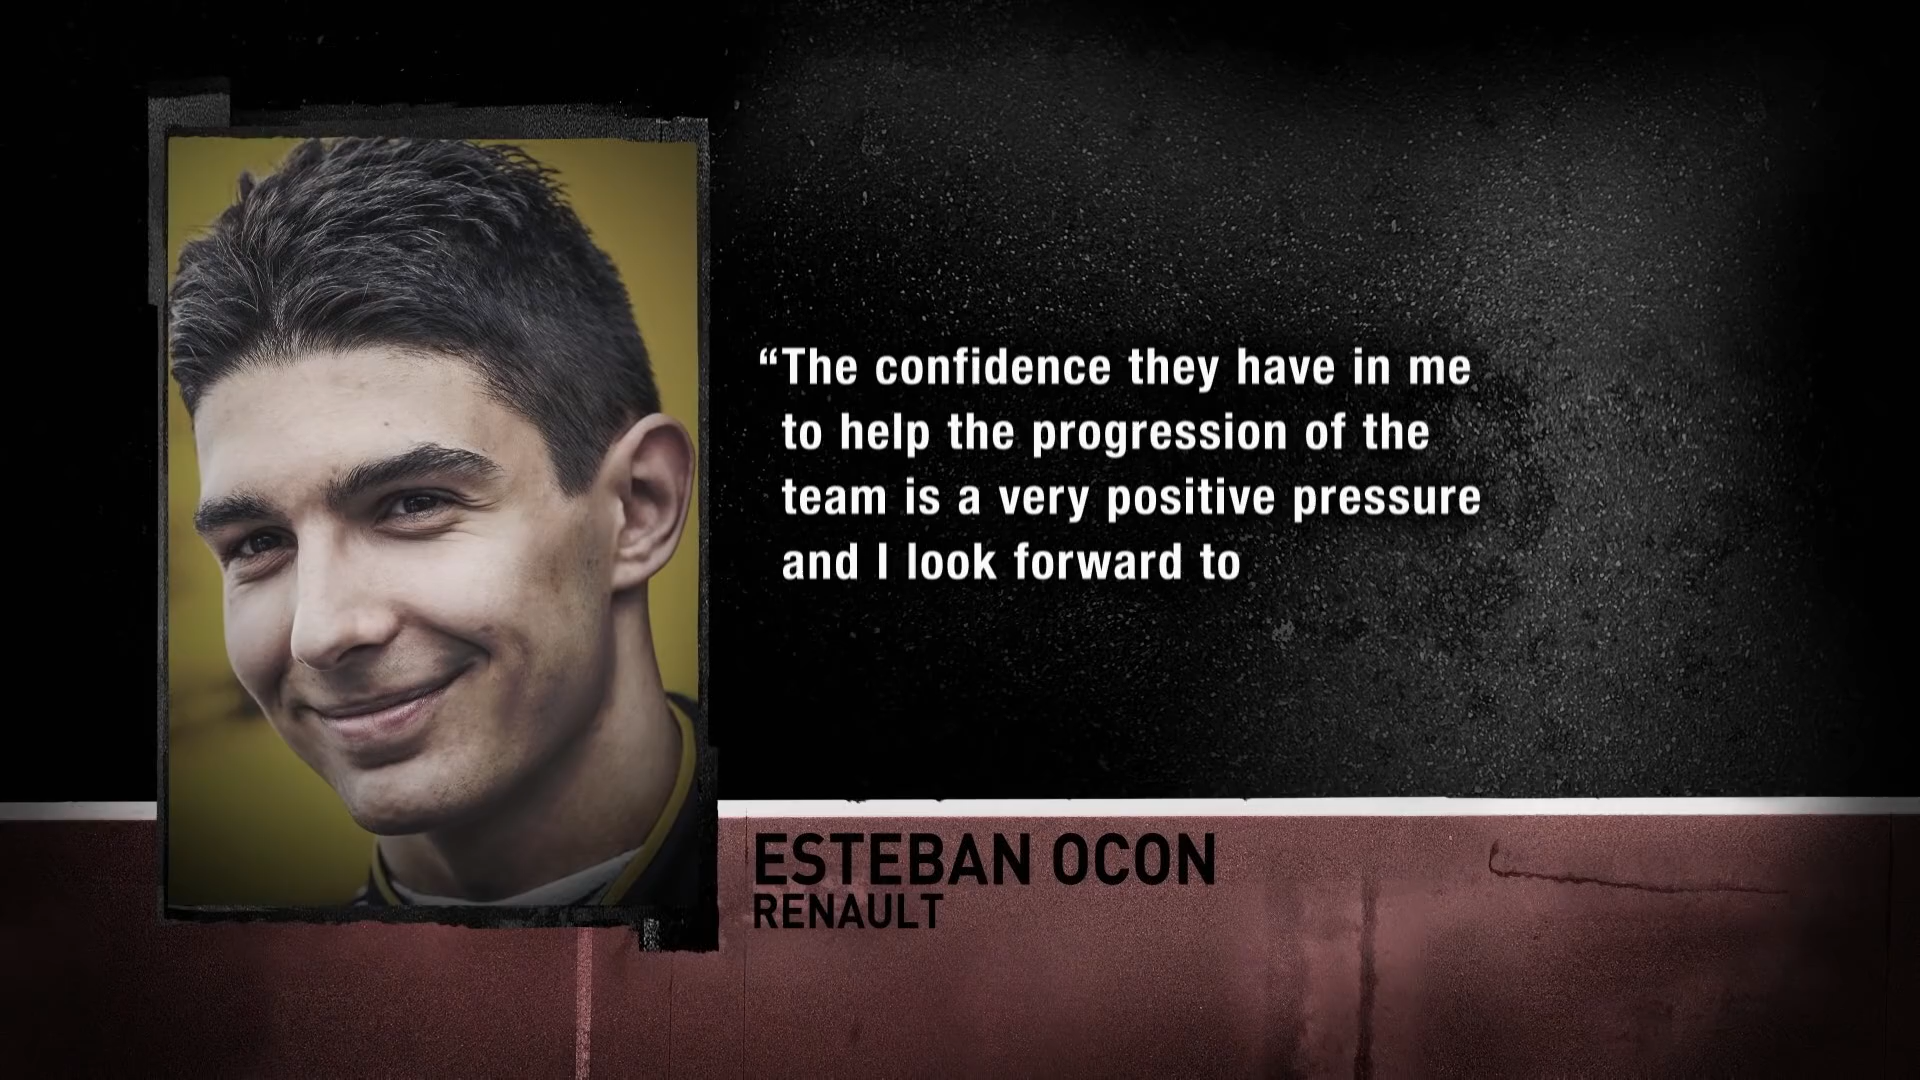 “The confidence they have in me
to help the progression of the
team is a very positive pressure
and I look forward to
ESTEBAN OCON
RENAULT